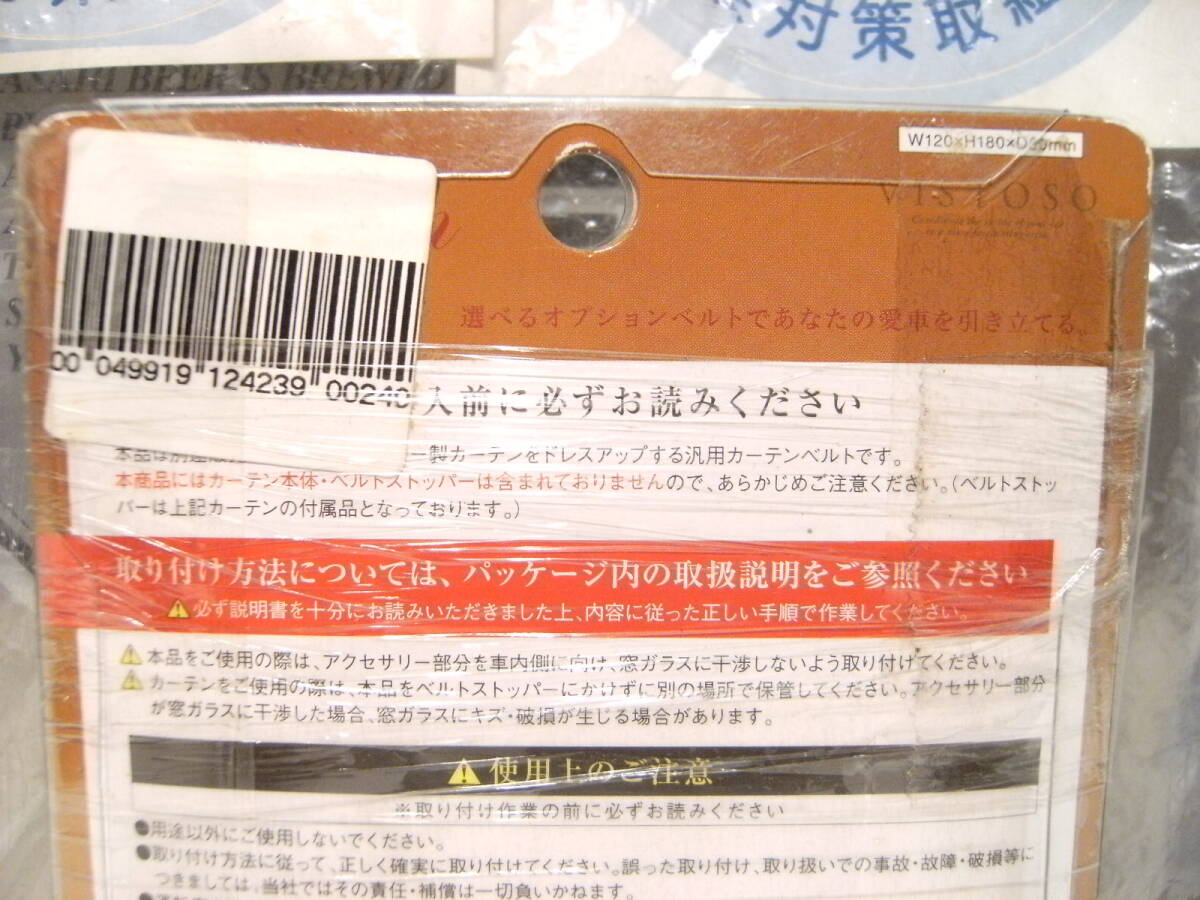 対策取組
ASAHI BEER IS BREWED
W120×H180×D30mm
VISTOSO
選べるオプションベルトであなたの愛車を引き立てる。
00 049919 124239 00240
入前に必ずお読みください
製カーテンをドレスアップする汎用カーテンベルトです。
本商品にはカーテン本体・ベルトストッパーは含まれておりませんので、あらかじめご注意ください。(ベルトストッ
パーは上記カーテンの付属品となっております。)
取り付け方法については、パッケージ内の取扱説明をご参照ください
必ず説明書を十分にお読みいただきました上、内容に従った正しい手順で作業してください。
本品をご使用の際は、アクセサリー部分を車内側に向け、窓ガラスに干渉しないよう取り付けてください。
カーテンをご使用の際は、本品をベルトストッパーにかけずに別の場所で保管してください。アクセサリー部分
が窓ガラスに干渉した場合、窓ガラスにキズ・破損が生じる場合があります。
使用上のご注意
※取り付け作業の前に必ずお読みください
●用途以外にご使用しないでください。
●取り付け方法に従って、正しく確実に取り付けてください。誤った取り付け、取り扱いでの事故・故障・破損等に
つきましては、当社ではその責任・補償は一切負いかねます。